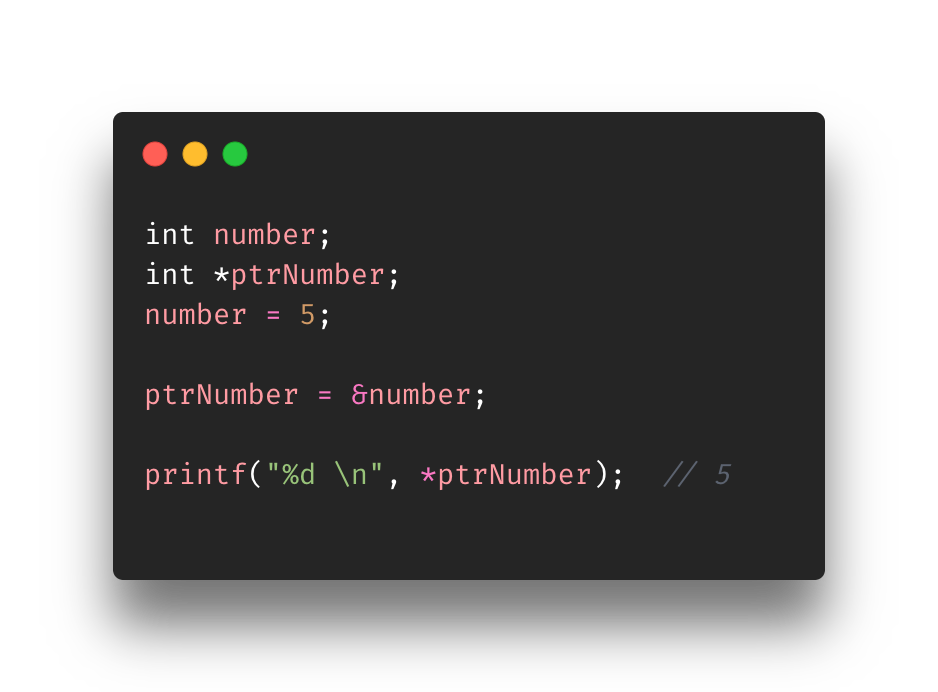 int number;
int *ptrNumber;
number = 5;
ptrNumber = &number;
printf("%d \n", *ptrNumber);  // 5